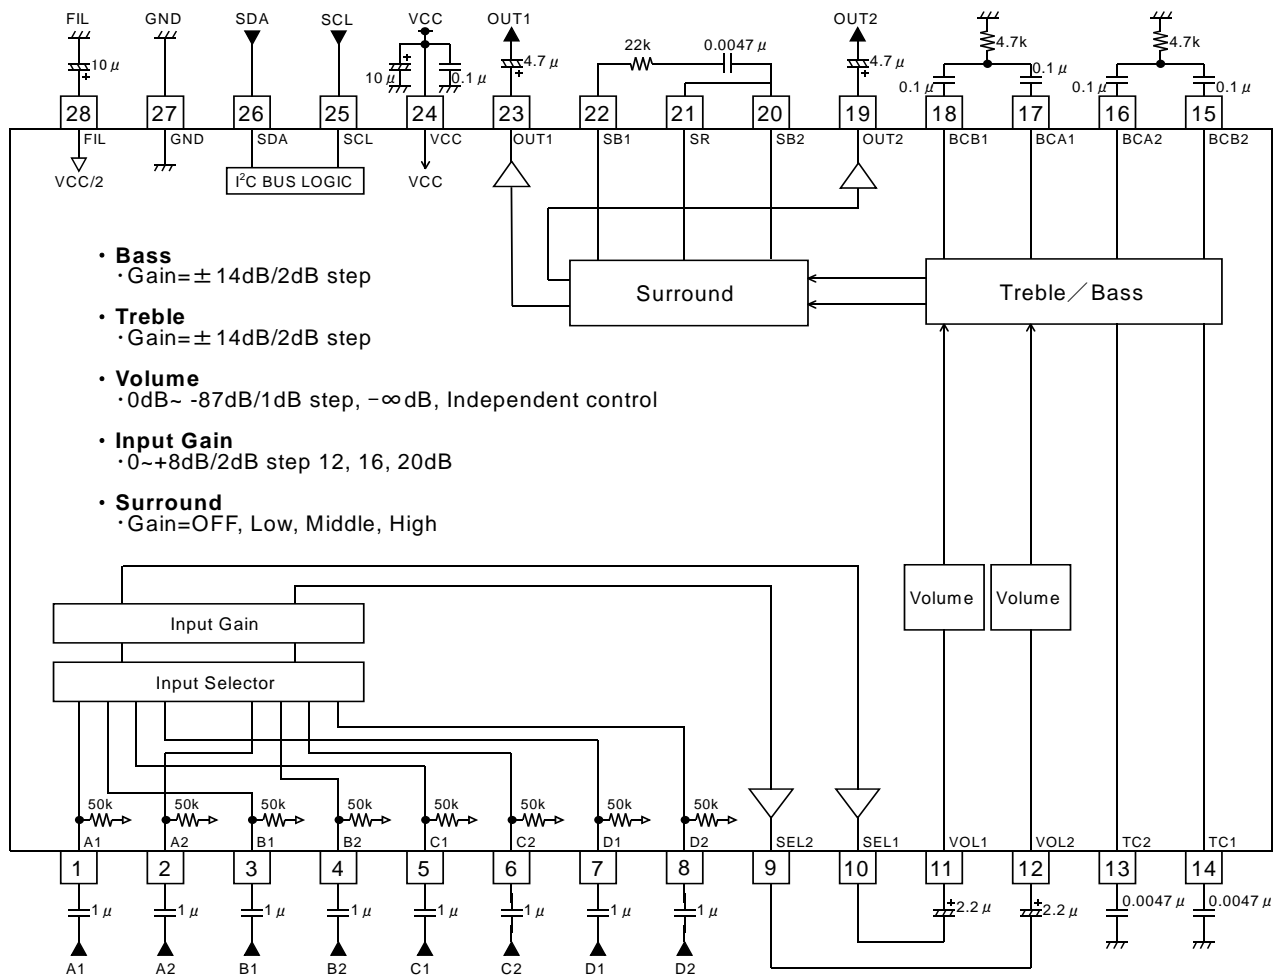 FIL GND SDA SCL VCC OUT1 OUT2
22k 0.0047μ 4.7k 4.7k
10μ 10μ 0.1μ 4.7μ 4.7μ 0.1μ 0.1μ 0.1μ 0.1μ
28 27 26 25 24 23 22 21 20 19 18 17 16 15
FIL GND SDA SCL VCC OUT1 SB1 SR SB2 OUT2 BCB1 BCA1 BCA2 BCB2
VCC/2 I²C BUS LOGIC VCC
・Bass
・Gain=±14dB/2dB step
Surround Treble／Bass
・Treble
・Gain=±14dB/2dB step
・Volume
・0dB~ -87dB/1dB step, −∞dB, Independent control
・Input Gain
・0~+8dB/2dB step 12, 16, 20dB
・Surround
・Gain=OFF, Low, Middle, High
Volume Volume
Input Gain
Input Selector
50k 50k 50k 50k 50k 50k 50k 50k
A1 A2 B1 B2 C1 C2 D1 D2 SEL2 SEL1 VOL1 VOL2 TC2 TC1
1 2 3 4 5 6 7 8 9 10 11 12 13 14
1μ 1μ 1μ 1μ 1μ 1μ 1μ 1μ 2.2μ 2.2μ 0.0047μ 0.0047μ
A1 A2 B1 B2 C1 C2 D1 D2